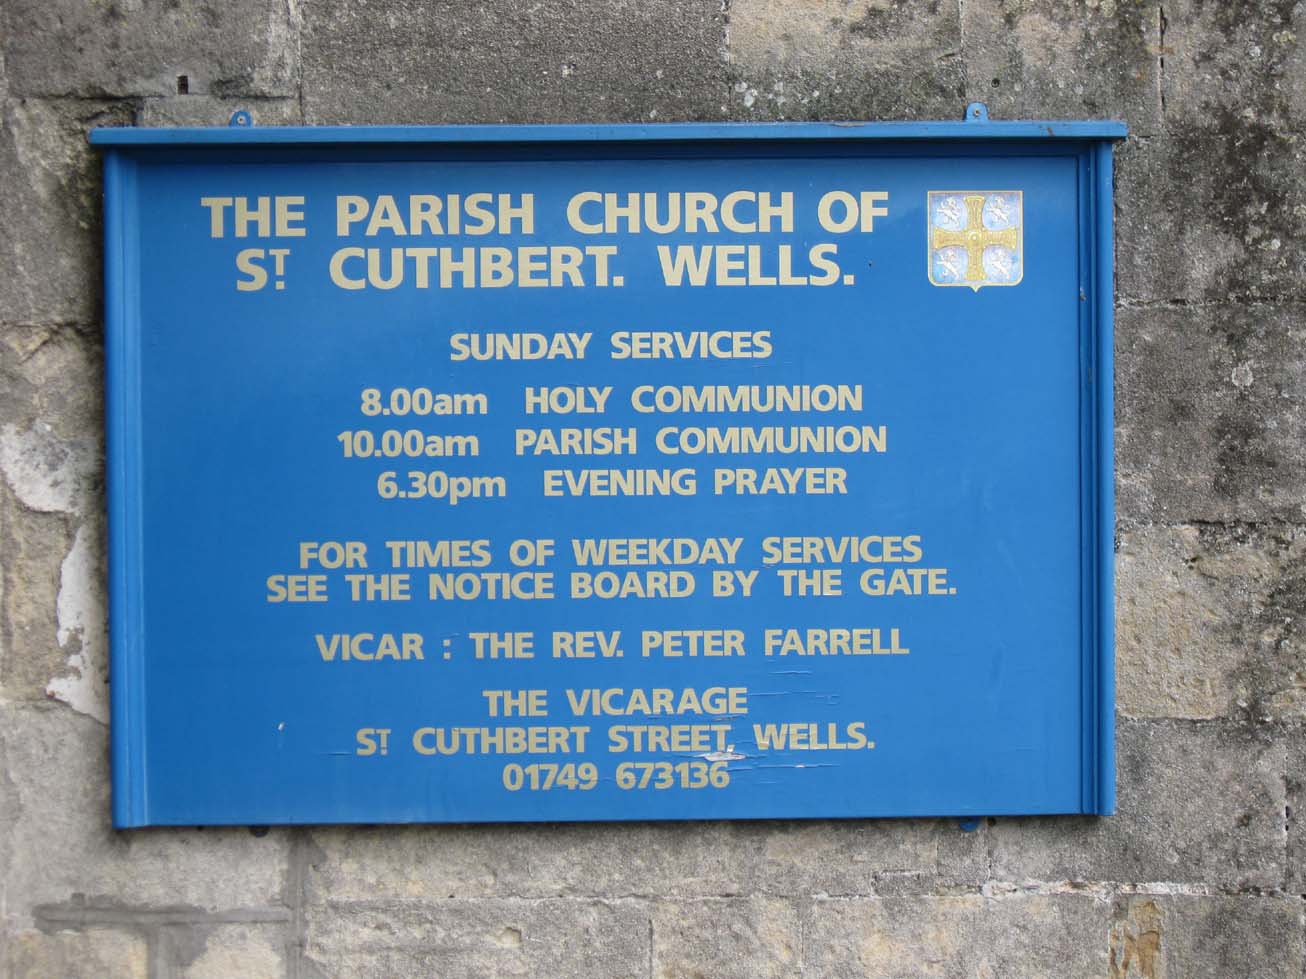 THE PARISH CHURCH OF
ST CUTHBERT. WELLS.
SUNDAY SERVICES
8.00am HOLY COMMUNION
10.00am PARISH COMMUNION
6.30pm EVENING PRAYER
FOR TIMES OF WEEKDAY SERVICES
SEE THE NOTICE BOARD BY THE GATE.
VICAR : THE REV. PETER FARRELL
THE VICARAGE
ST CUTHBERT STREET, WELLS.
01749 673136